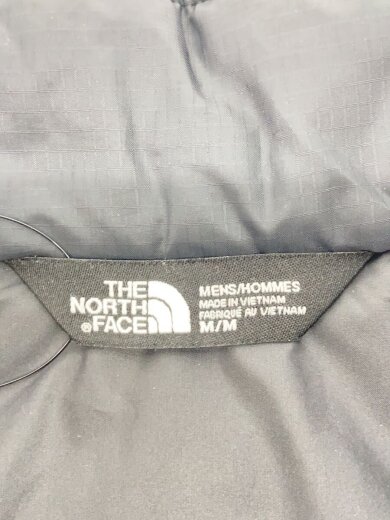 THE
NORTH
FACE
MENS/HOMMES
MADE IN VIETNAM
FABRIQUÉ AU VIETNAM
M/M